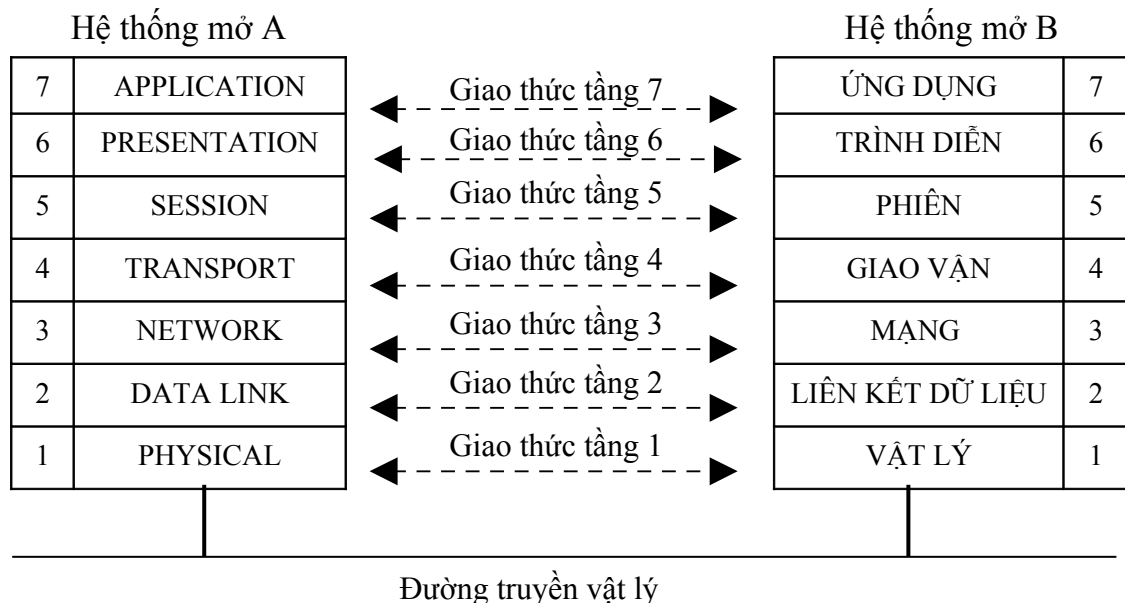 Hệ thống mở A Hệ thống mở B
7 APPLICATION Giao thức tầng 7 ỨNG DỤNG 7
6 PRESENTATION Giao thức tầng 6 TRÌNH DIỄN 6
5 SESSION Giao thức tầng 5 PHIÊN 5
4 TRANSPORT Giao thức tầng 4 GIAO VẬN 4
3 NETWORK Giao thức tầng 3 MẠNG 3
2 DATA LINK Giao thức tầng 2 LIÊN KẾT DỮ LIỆU 2
1 PHYSICAL Giao thức tầng 1 VẬT LÝ 1
Đường truyền vật lý